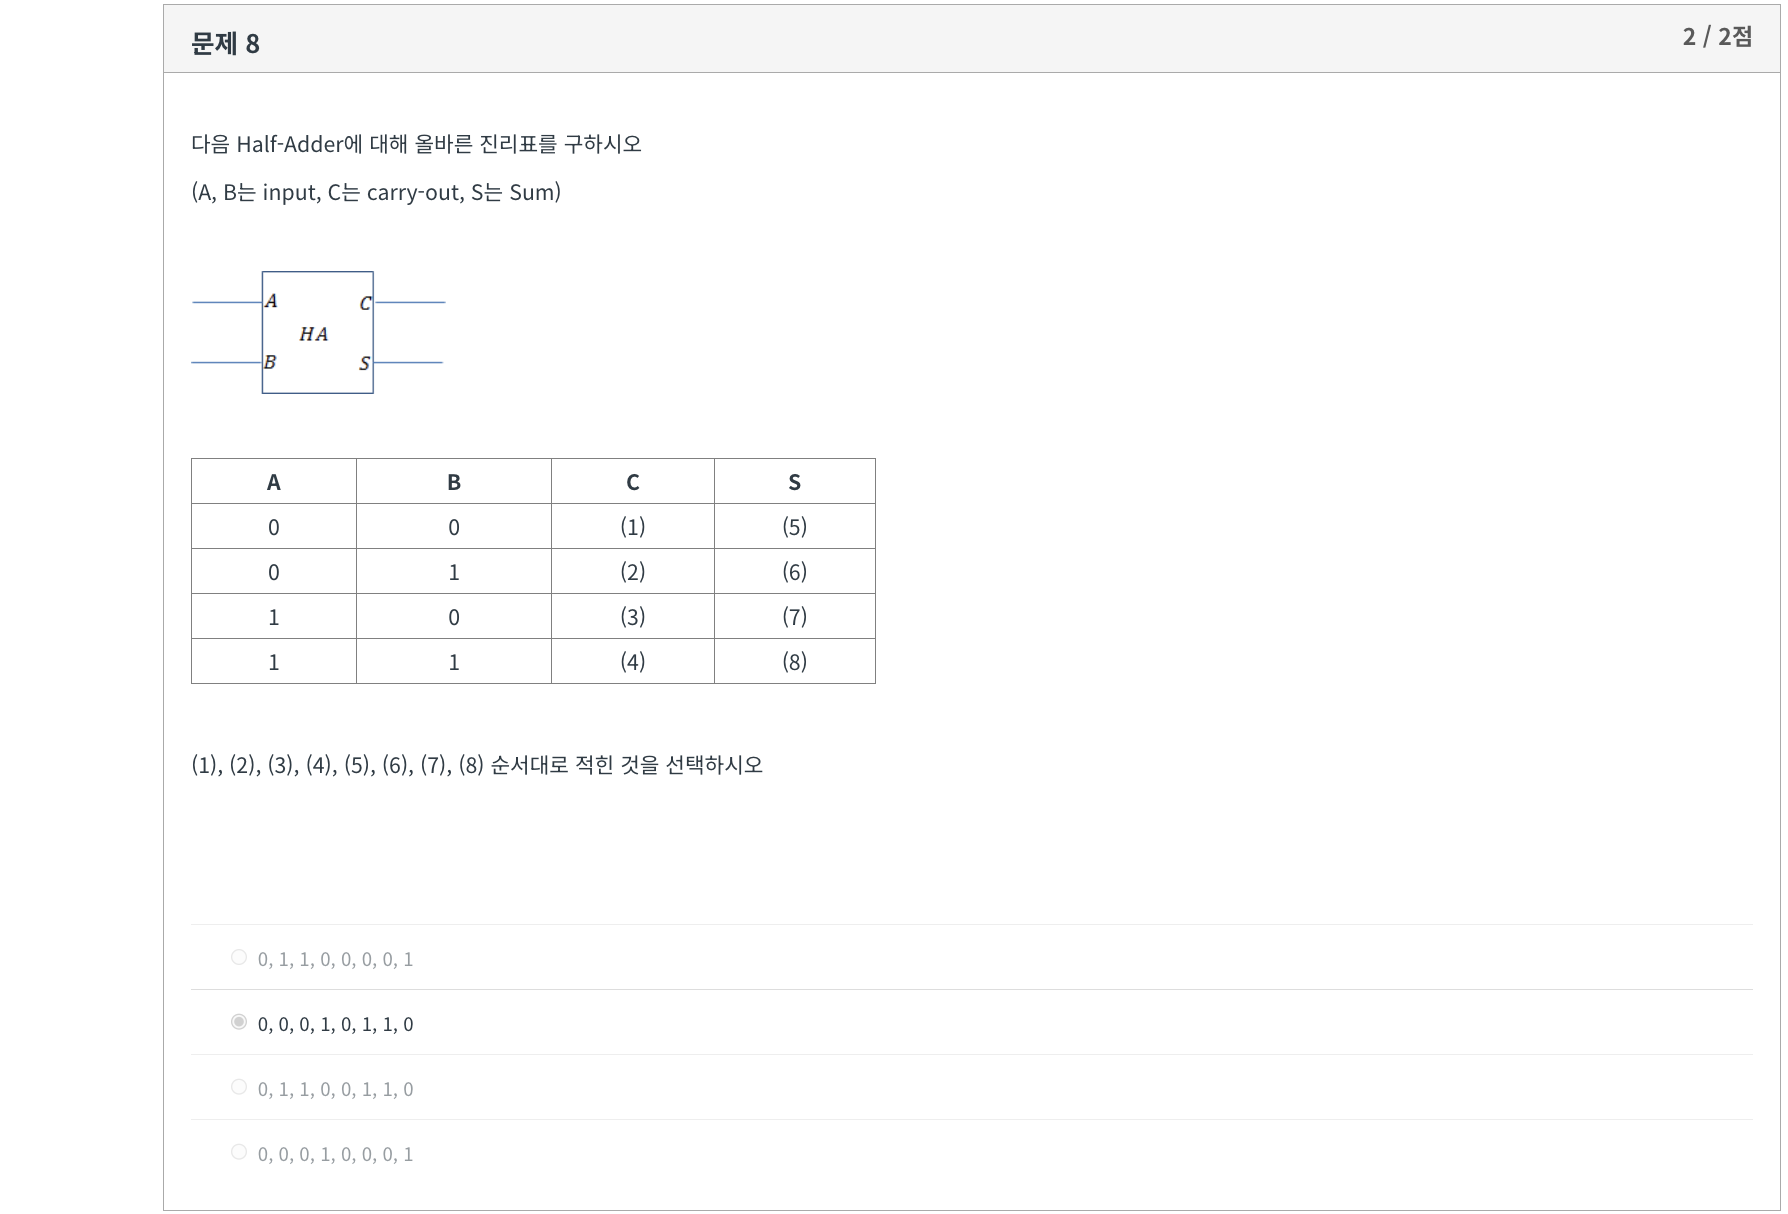 문제 8
2 / 2점
다음 Half-Adder에 대해 올바른 진리표를 구하시오
(A, B는 input, C는 carry-out, S는 Sum)
A C
HA
B S
A B C S
0 0 (1) (5)
0 1 (2) (6)
1 0 (3) (7)
1 1 (4) (8)
(1), (2), (3), (4), (5), (6), (7), (8) 순서대로 적힌 것을 선택하시오
0, 1, 1, 0, 0, 0, 0, 1
0, 0, 0, 1, 0, 1, 1, 0
0, 1, 1, 0, 0, 1, 1, 0
0, 0, 0, 1, 0, 0, 0, 1